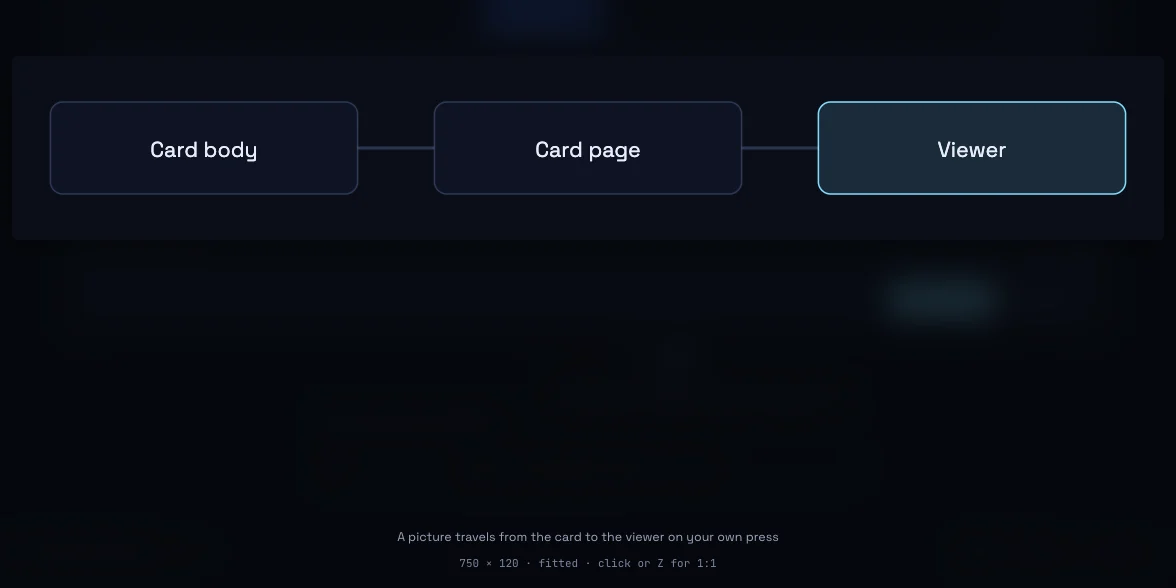 Card body
Card page
Viewer
A picture travels from the card to the viewer on your own press
750 × 120 · fitted · click or Z for 1:1